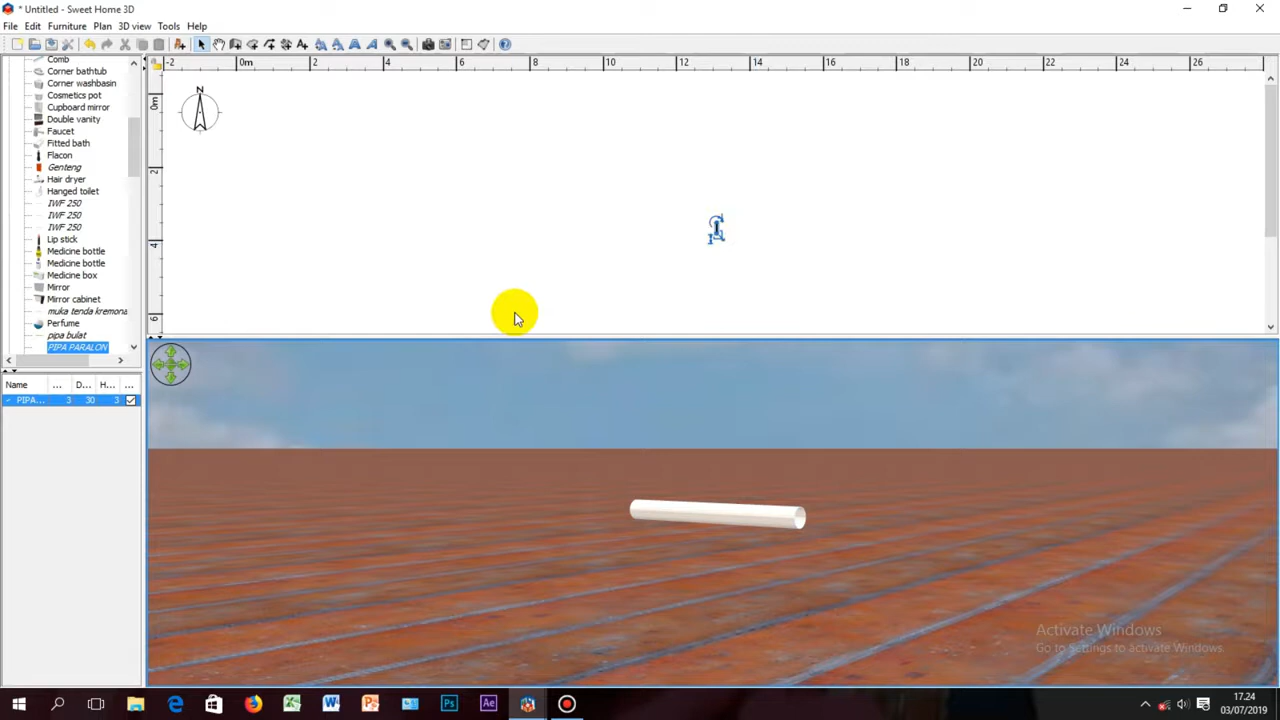 * Untitled - Sweet Home 3D
File Edit Furniture Plan 3D view Tools Help
-2 0m 2 4 6 8 10 12 14 16 18 20 22 24 26
Comb
Corner bathtub
Corner washbasin
Cosmetics pot
Cupboard mirror
Double vanity
Faucet
Fitted bath
Flacon
Genteng
Hair dryer
Hanged toilet
IWF 250
IWF 250
IWF 250
Lip stick
Medicine bottle
Medicine bottle
Medicine box
Mirror
Mirror cabinet
muka tenda kremona
Perfume
pipa bulat
PIPA PARALON
N
0m
2
4
6
Name ... D... H... ...
PIPA... 3 30 3
Activate Windows
Go to Settings to activate Windows.
17.24
03/07/2019